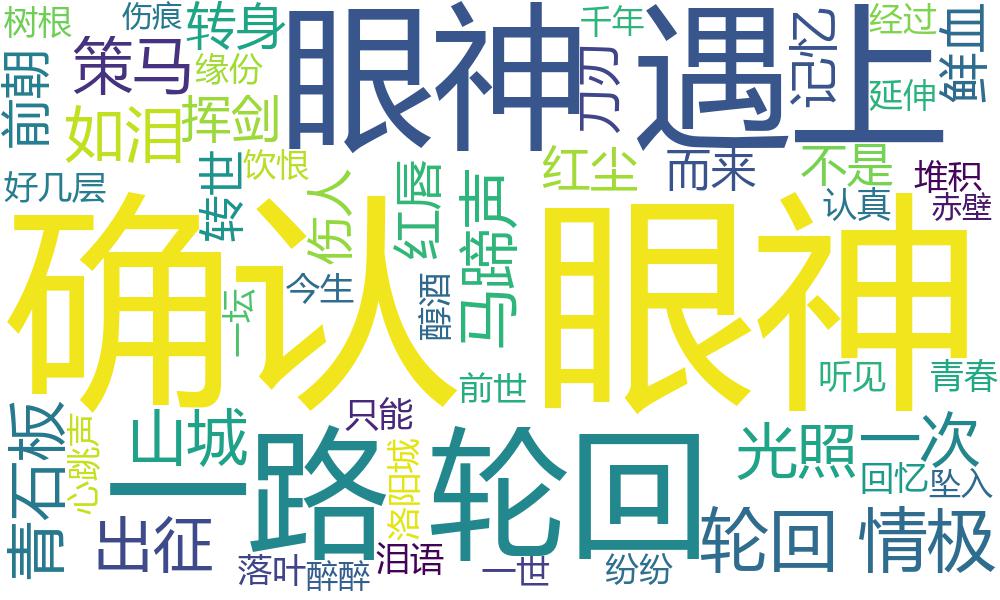 树根
伤痕
转身
眼神 遇上
千年
刀刃
记忆
经过
鲜血
前朝
策马
缘份
延伸
如泪
挥剑
好几层
转世
饮恨
伤人
红唇
马蹄声
红尘
而来
不是
堆积
认真
赤壁
确认 眼神
一坛
今生
醇酒
前世
听见
青春
青石板
心跳声
山城
只能
一路 轮回
洛阳城
光照
一次
回忆
坠入
出征
落叶
醉醉
泪语
一世
纷纷
轮回
情极